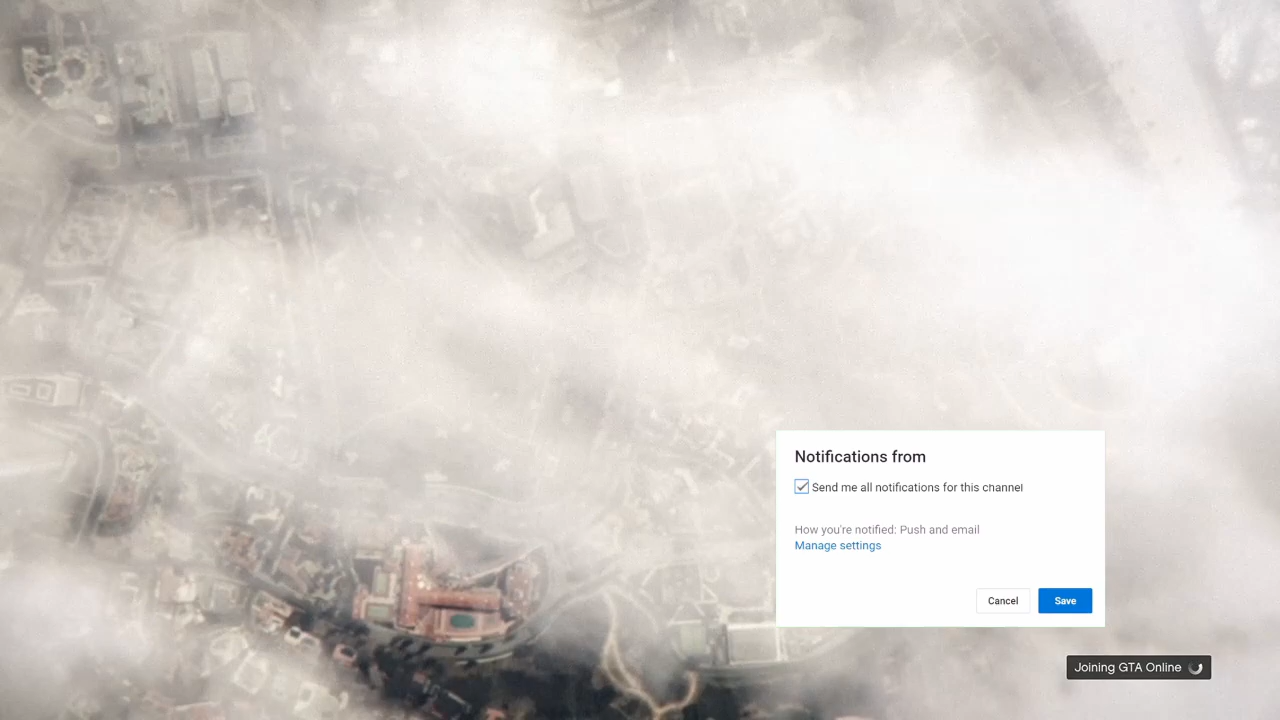 Notifications from
Send me all notifications for this channel
How you're notified: Push and email
Manage settings
Cancel
Save
Joining GTA Online